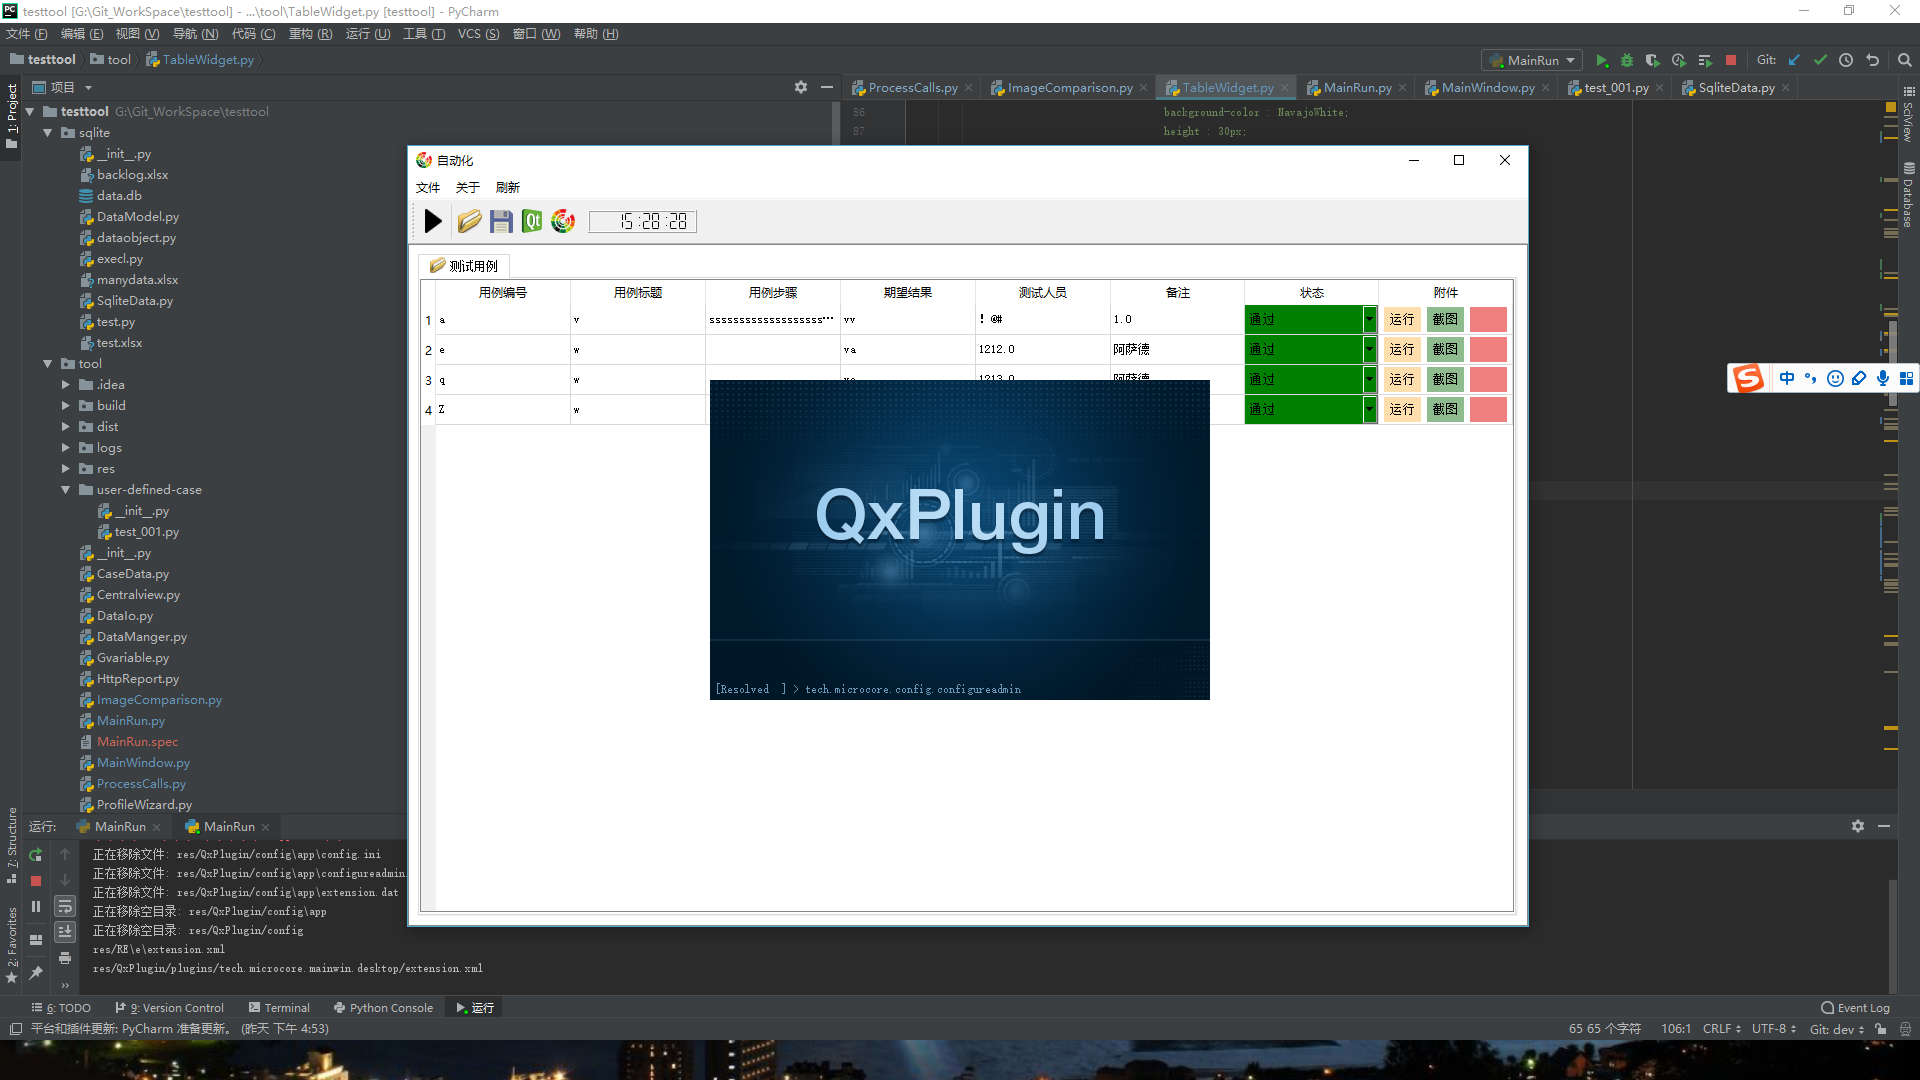 testtool [G:\Git_WorkSpace\testtool] - ...\tool\TableWidget.py [testtool] - PyCharm
文件 (F) 编辑 (E) 视图 (V) 导航 (N) 代码 (C) 重构 (R) 运行 (U) 工具 (T) VCS (S) 窗口 (W) 帮助 (H)
testtool tool TableWidget.py
MainRun Git:
1: Project
项目
ProcessCalls.py ImageComparison.py TableWidget.py MainRun.py MainWindow.py test_001.py SqliteData.py
SciView
Database
testtool G:\Git_WorkSpace\testtool
sqlite
__init__.py
backlog.xlsx
data.db
DataModel.py
dataobject.py
execl.py
manydata.xlsx
SqliteData.py
test.py
test.xlsx
tool
.idea
build
dist
logs
res
user-defined-case
__init__.py
test_001.py
__init__.py
CaseData.py
Centralview.py
DataIo.py
DataManger.py
Gvariable.py
HttpReport.py
ImageComparison.py
MainRun.py
MainRun.spec
MainWindow.py
ProcessCalls.py
ProfileWizard.py
86 background-color : NavajoWhite;
87 height : 30px;
自动化
文件 关于 刷新
Qt 15:28:28
测试用例
用例编号 用例标题 用例步骤 期望结果 测试人员 备注 状态 附件
1 a v sssssssssssssssssss··· vv ！@# 1.0 通过 运行 截图
2 e w va 1212.0 阿萨德 通过 运行 截图
3 q w va 1213.0 阿萨德 通过 运行 截图
4 Z w 通过 运行 截图
QxPlugin
[Resolved ] > tech.microcore.config.configureadmin
中
7: Structure
2: Favorites
运行: MainRun MainRun
正在移除文件: res/QxPlugin/config\app\config.ini
正在移除文件: res/QxPlugin/config\app\configureadmin.
正在移除文件: res/QxPlugin/config\app\extension.dat
正在移除空目录: res/QxPlugin/config\app
正在移除空目录: res/QxPlugin/config
res/RE\e\extension.xml
res/QxPlugin/plugins/tech.microcore.mainwin.desktop/extension.xml
6: TODO 9: Version Control Terminal Python Console 运行 Event Log
平台和插件更新: PyCharm 准备更新。 (昨天 下午 4:53) 65 65 个字符 106:1 CRLF UTF-8 Git: dev